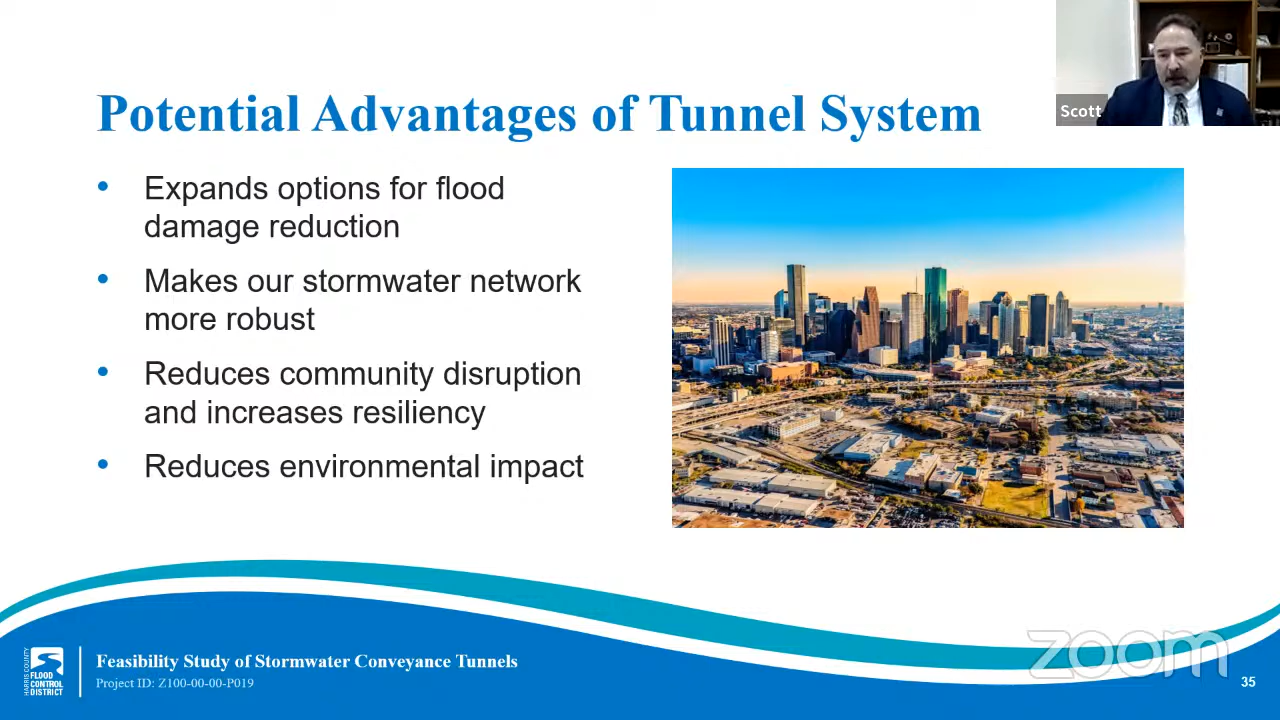 Scott
Potential Advantages of Tunnel System
• Expands options for flood
damage reduction
• Makes our stormwater network
more robust
• Reduces community disruption
and increases resiliency
• Reduces environmental impact
HARRIS COUNTY
FLOOD
CONTROL
DISTRICT
Feasibility Study of Stormwater Conveyance Tunnels
Project ID: Z100-00-00-P019
zoom
35